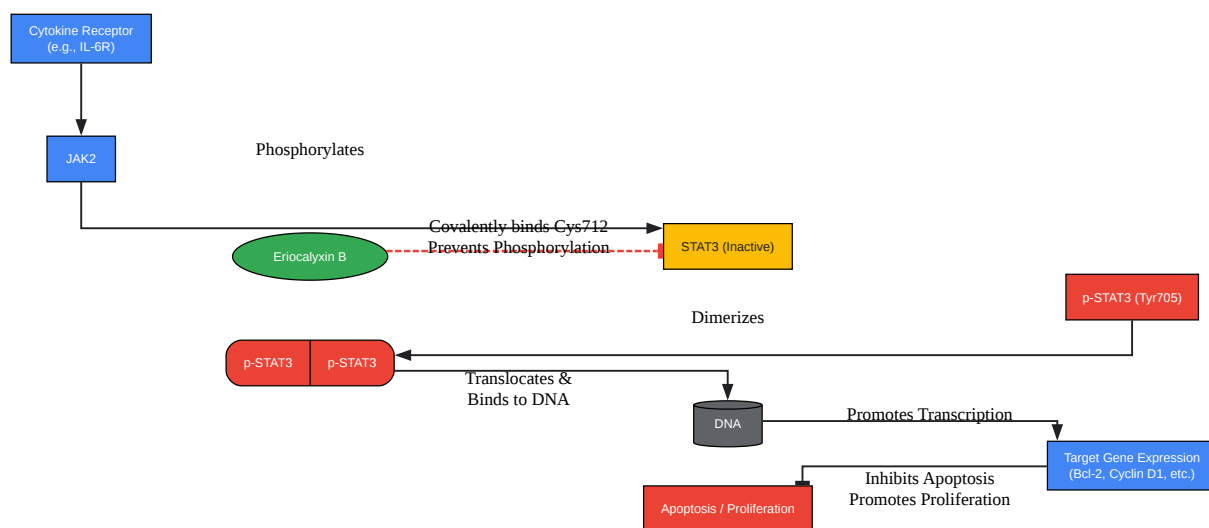 Cytokine Receptor
(e.g., IL-6R)
JAK2
Phosphorylates
Covalently binds Cys712
Prevents Phosphorylation
STAT3 (Inactive)
Eriocalyxin B
p-STAT3 (Tyr705)
Dimerizes
p-STAT3
p-STAT3
Translocates &
Binds to DNA
DNA
Promotes Transcription
Target Gene Expression
(Bcl-2, Cyclin D1, etc.)
Inhibits Apoptosis
Promotes Proliferation
Apoptosis / Proliferation